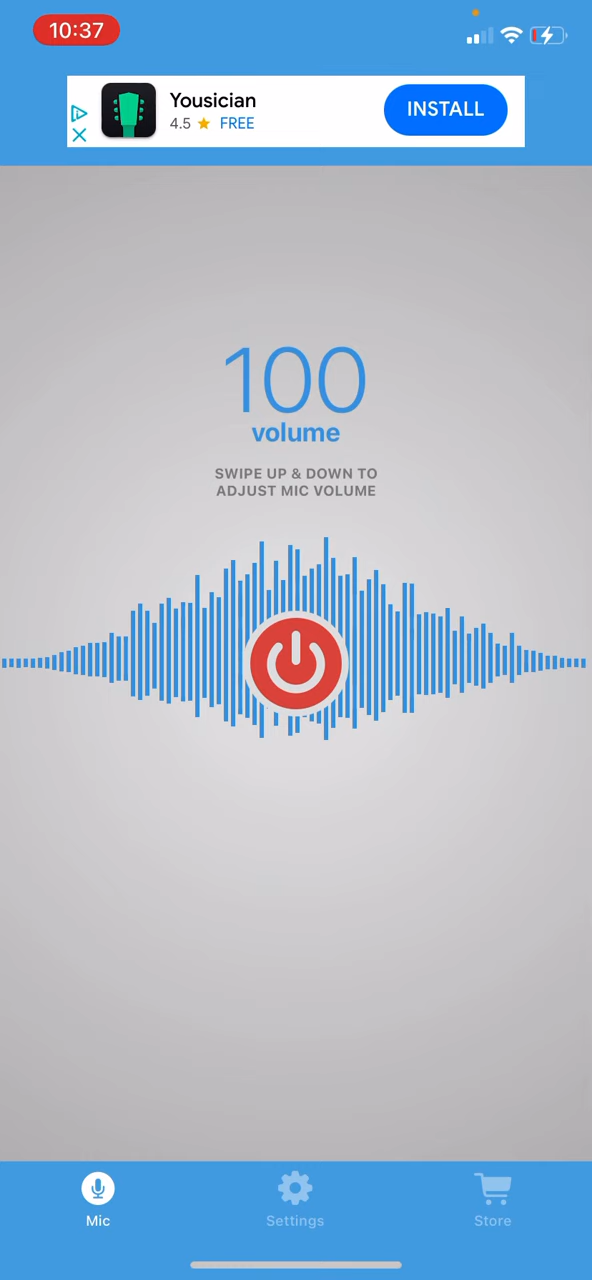 10:37
Yousician
4.5 ★ FREE
INSTALL
100
volume
SWIPE UP & DOWN TO
ADJUST MIC VOLUME
Mic
Settings
Store